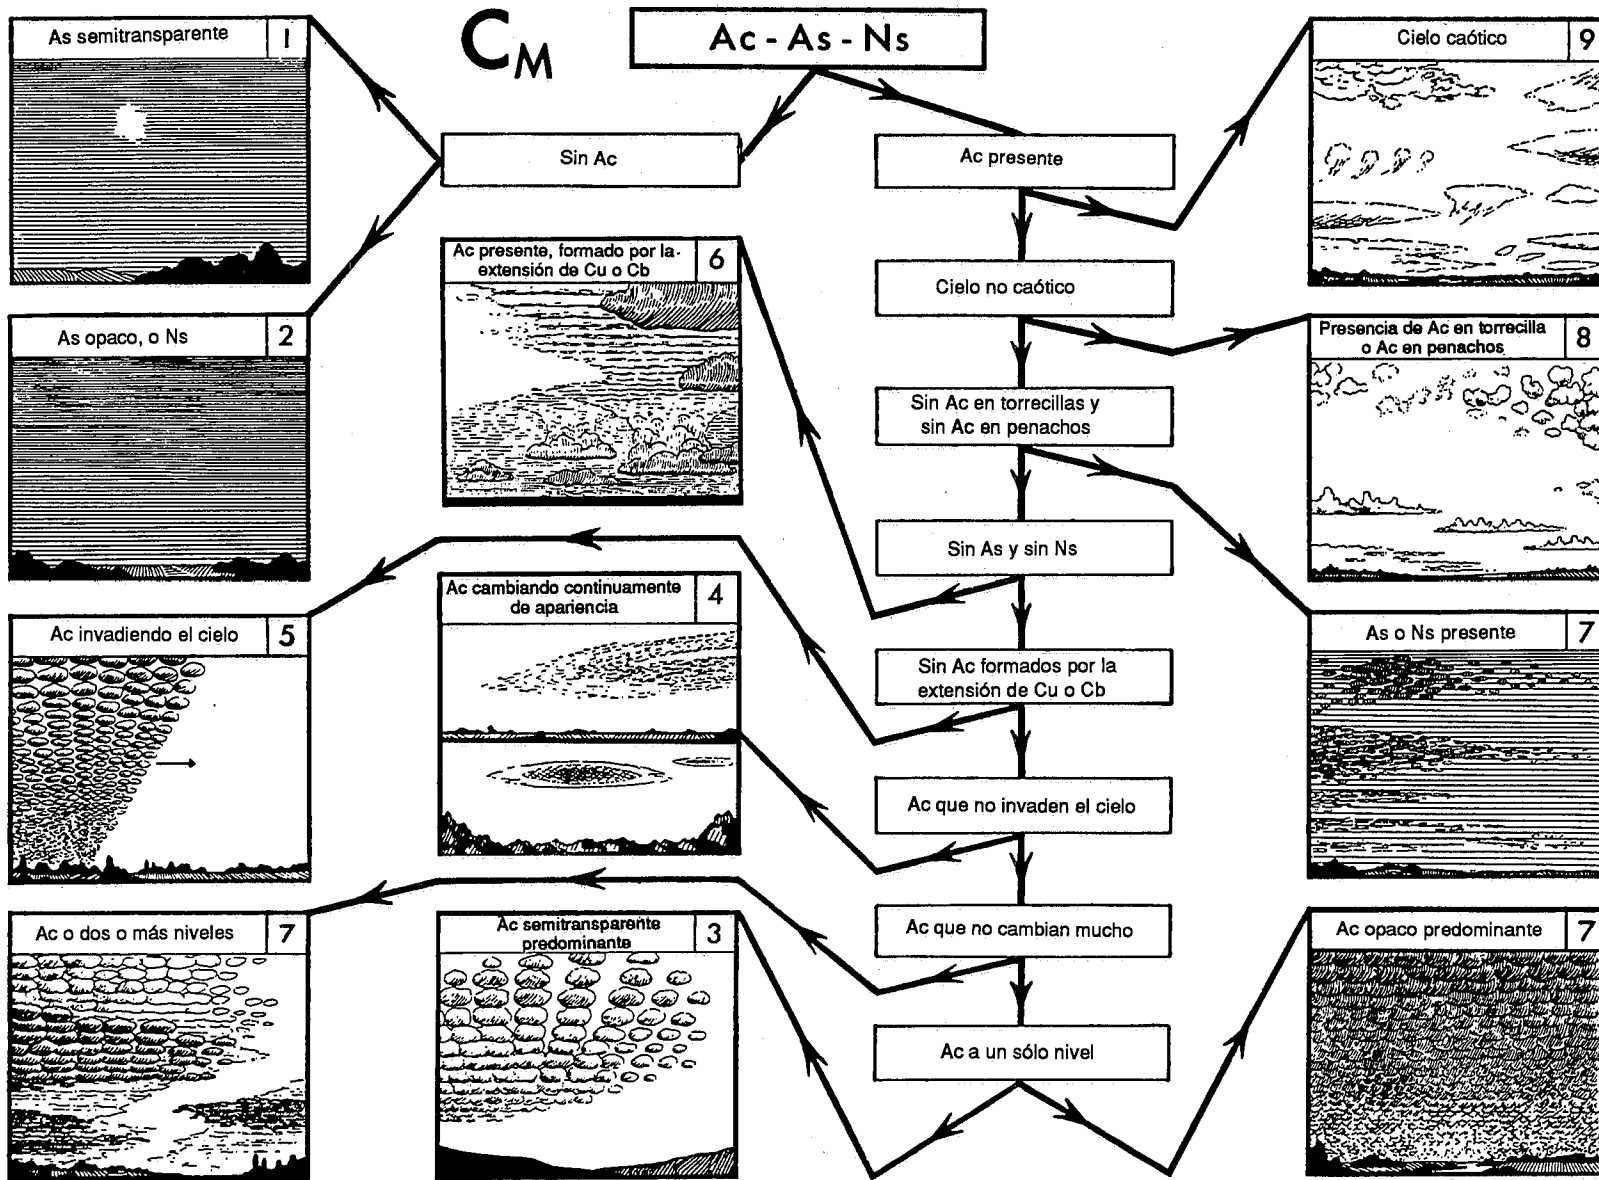 C M
Ac - As - Ns
As semitransparente 1
Cielo caótico 9
Sin Ac
Ac presente
Ac presente, formado por la
extensión de Cu o Cb
6
Cielo no caótico
As opaco, o Ns 2
Presencia de Ac en torrecilla
o Ac en penachos
8
Sin Ac en torrecillas y
sin Ac en penachos
Sin As y sin Ns
Ac cambiando continuamente
de apariencia
4
Ac invadiendo el cielo 5
As o Ns presente 7
Sin Ac formados por la
extensión de Cu o Cb
Ac que no invaden el cielo
Ac o dos o más niveles 7
Ac semitransparente
predominante
3
Ac que no cambian mucho
Ac opaco predominante 7
Ac a un sólo nivel